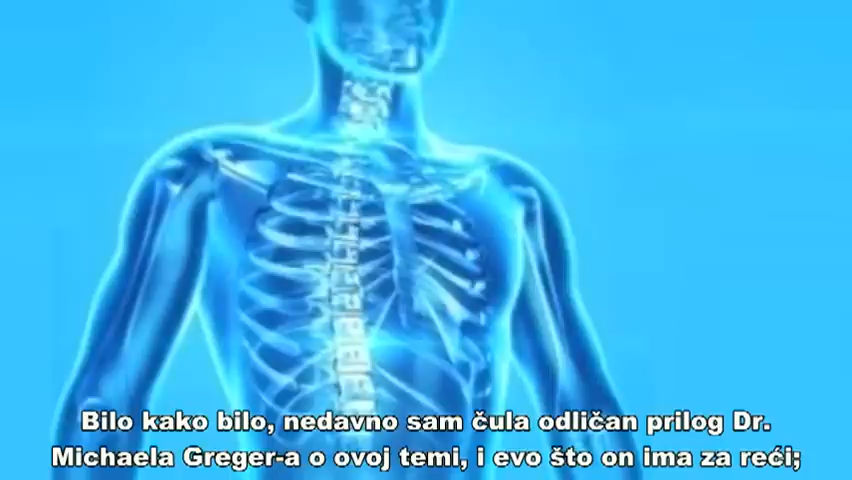 Bilo kako bilo, nedavno sam čula odličan prilog Dr.
Michaela Greger-a o ovoj temi, i evo što on ima za reći;